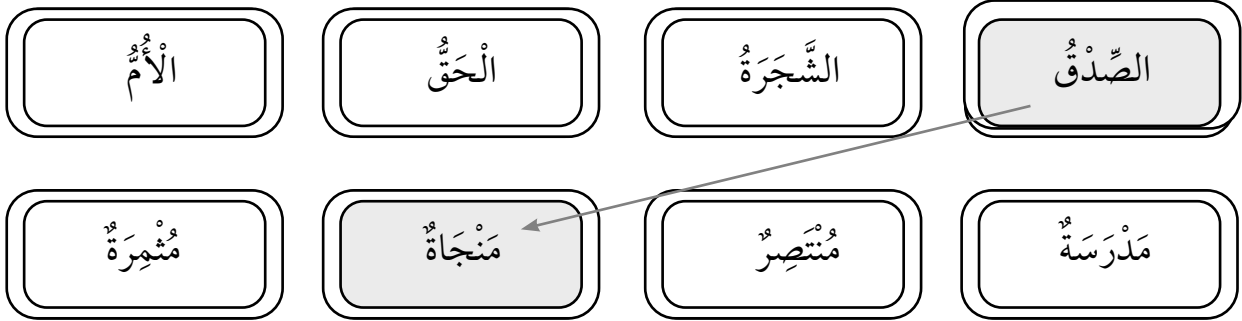 الصِّدْقُ الشَّجَرَةُ الْحَقُّ الْأُمُّ
مَدْرَسَةٌ مُنْتَصِرٌ مَنْجَاةٌ مُثْمِرَةٌ